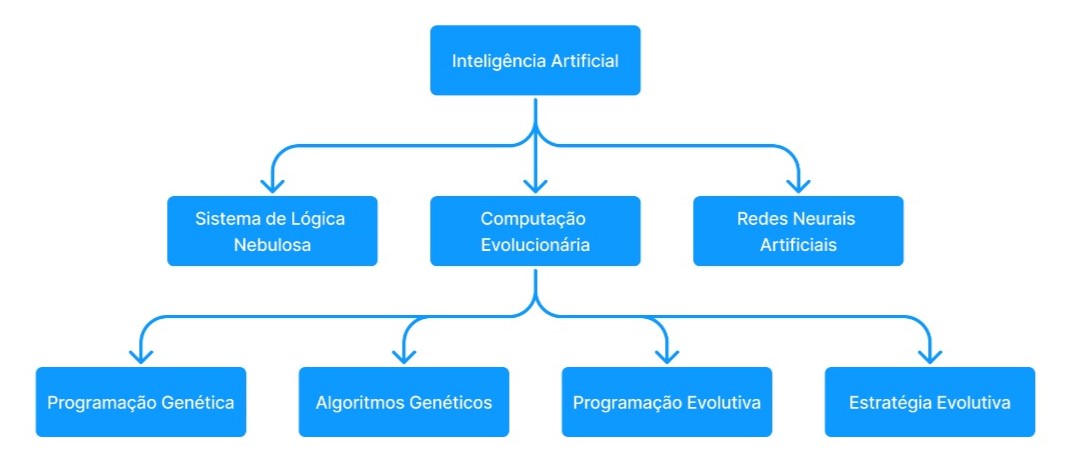 Inteligência Artificial
Sistema de Lógica
Nebulosa
Computação
Evolucionária
Redes Neurais
Artificiais
Programação Genética
Algoritmos Genéticos
Programação Evolutiva
Estratégia Evolutiva